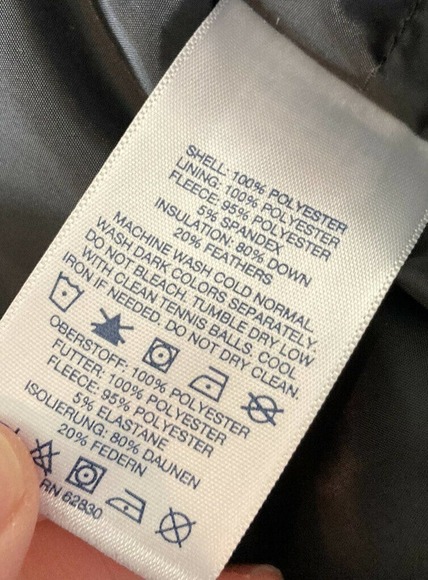 SHELL: 100% POLYESTER
LINING: 100% POLYESTER
FLEECE: 95% POLYESTER
5% SPANDEX
INSULATION: 80% DOWN
20% FEATHERS
MACHINE WASH COLD NORMAL.
WASH DARK COLORS SEPARATELY.
DO NOT BLEACH. TUMBLE DRY LOW
WITH CLEAN TENNIS BALLS. COOL
IRON IF NEEDED. DO NOT DRY CLEAN.
OBERSTOFF: 100% POLYESTER
FUTTER: 100% POLYESTER
FLEECE: 95% POLYESTER
5% ELASTANE
ISOLIERUNG: 80% DAUNEN
20% FEDERN
RN 62830